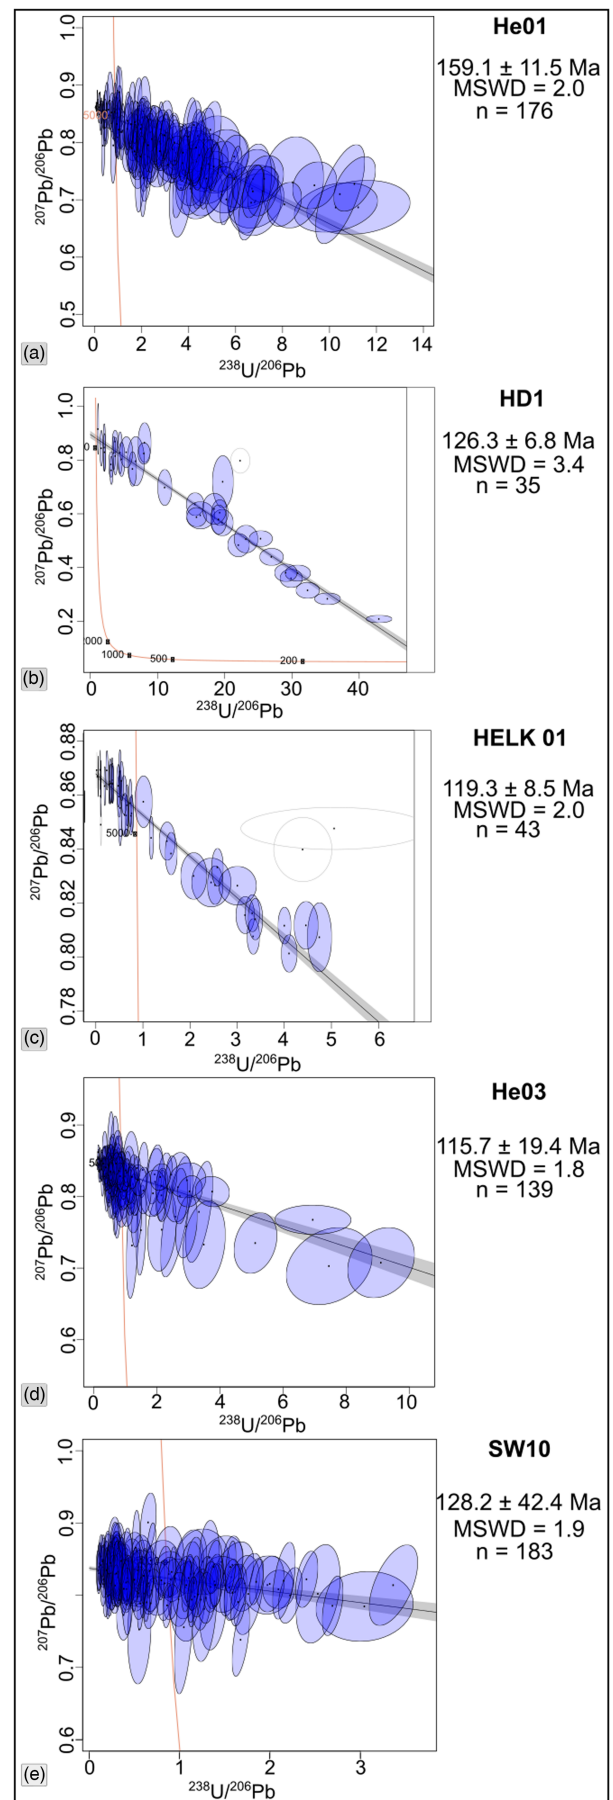 He01
159.1 ± 11.5 Ma
MSWD = 2.0
n = 176
1.0
0.9
0.8
0.7
0.6
0.5
207Pb/206Pb
0 2 4 6 8 10 12 14
238U/206Pb
(a)
HD1
126.3 ± 6.8 Ma
MSWD = 3.4
n = 35
1.0
0.8
0.6
0.4
0.2
207Pb/206Pb
0
000
1000
500
200
0 10 20 30 40
238U/206Pb
(b)
HELK 01
119.3 ± 8.5 Ma
MSWD = 2.0
n = 43
0.88
0.86
0.84
0.82
0.80
0.78
207Pb/206Pb
5000
0 1 2 3 4 5 6
238U/206Pb
(c)
He03
115.7 ± 19.4 Ma
MSWD = 1.8
n = 139
0.9
0.8
0.7
0.6
207Pb/206Pb
0 2 4 6 8 10
238U/206Pb
(d)
SW10
128.2 ± 42.4 Ma
MSWD = 1.9
n = 183
1.0
0.9
0.7
0.6
207Pb/206Pb
0 1 2 3
238U/206Pb
(e)